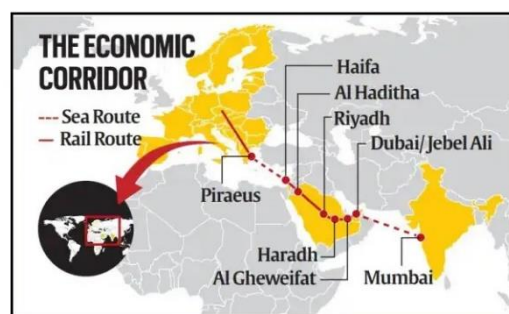 THE ECONOMIC
CORRIDOR
Sea Route
Rail Route
Haifa
Al Haditha
Riyadh
Dubai/Jebel Ali
Piraeus
Haradh
Al Gheweifat
Mumbai